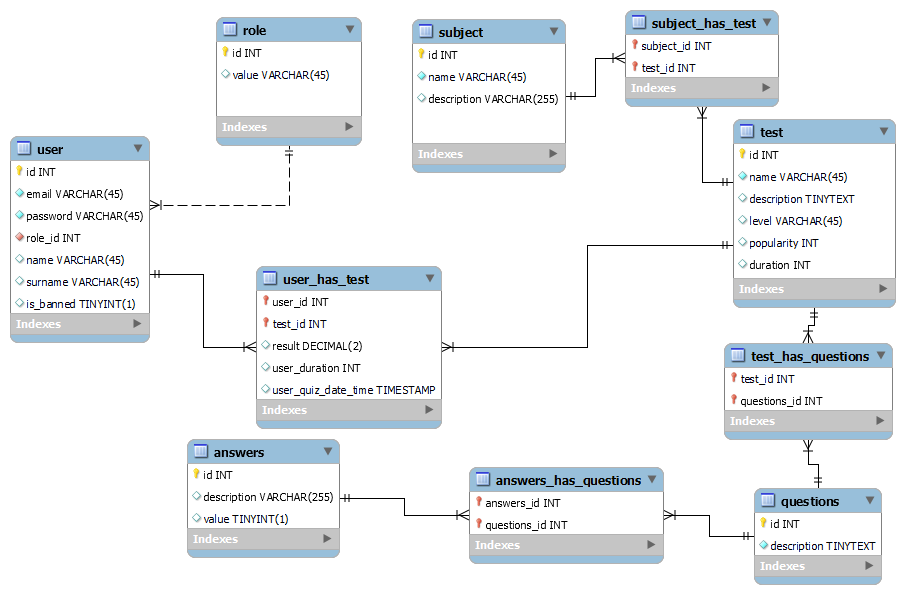 role
id INT
value VARCHAR(45)
Indexes
subject
id INT
name VARCHAR(45)
description VARCHAR(255)
Indexes
subject_has_test
subject_id INT
test_id INT
Indexes
user
id INT
email VARCHAR(45)
password VARCHAR(45)
role_id INT
name VARCHAR(45)
surname VARCHAR(45)
is_banned TINYINT(1)
Indexes
test
id INT
name VARCHAR(45)
description TINYTEXT
level VARCHAR(45)
popularity INT
duration INT
Indexes
user_has_test
user_id INT
test_id INT
result DECIMAL(2)
user_duration INT
user_quiz_date_time TIMESTAMP
Indexes
test_has_questions
test_id INT
questions_id INT
Indexes
answers
id INT
description VARCHAR(255)
value TINYINT(1)
Indexes
answers_has_questions
answers_id INT
questions_id INT
Indexes
questions
id INT
description TINYTEXT
Indexes